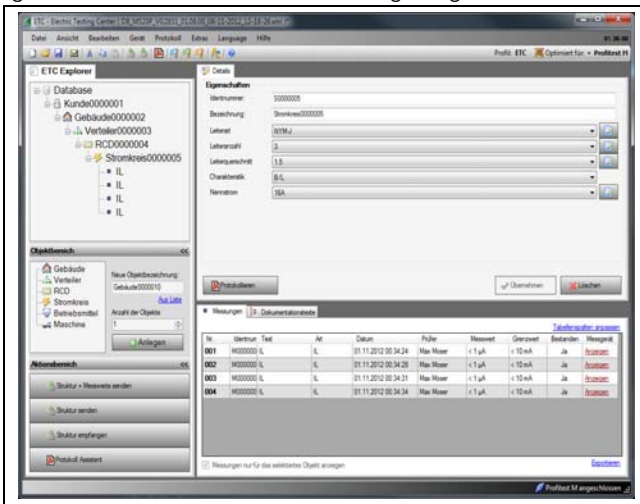 ETC - Electric Testing Center
Datei Ansicht Bearbeiten Gerät Protokoll Extras Language Hilfe
Profil: ETC Optimiert für: Profitest M
ETC Explorer
Database
Kunde0000001
Gebäude0000002
Verteiler0000003
RCD0000004
Stromkreis0000005
IL
IL
IL
IL
Objektbereich
Gebäude
Verteiler
RCD
Stromkreis
Betriebsmittel
Maschine
Neue Objektbezeichnung:
Gebäude0000010
Aus Liste
Anzahl der Objekte
1
Anlegen
Aktionsbereich
Struktur + Messwerte senden
Struktur senden
Struktur empfangen
Protokoll Assistent
Details
Eigenschaften
Identnummer: S0000005
Bezeichnung: Stromkreis0000005
Leiterart NYM-J
Leiteranzahl 3
Leiterquerschnitt 1.5
Charakteristik B/L
Nennstrom 16A
Protokollieren Übernehmen Löschen
Messungen Dokumentationstexte
Tabellenspalten anpassen
Nr. Identnun Text Art Datum Prüfer Messwert Grenzwert Bestanden Messgerät
001 M000000 IL IL 01.11.2012 00:34:24 Max Moser < 1 µA < 10 mA Ja Anzeigen
002 M000000 IL IL 01.11.2012 00:34:28 Max Moser < 1 µA < 10 mA Ja Anzeigen
003 M000000 IL IL 01.11.2012 00:34:31 Max Moser < 1 µA < 10 mA Ja Anzeigen
004 M000000 IL IL 01.11.2012 00:34:34 Max Moser < 1 µA < 10 mA Ja Anzeigen
Messungen nur für das selektierte Objekt anzeigen
Exportieren
Profitest M angeschlossen